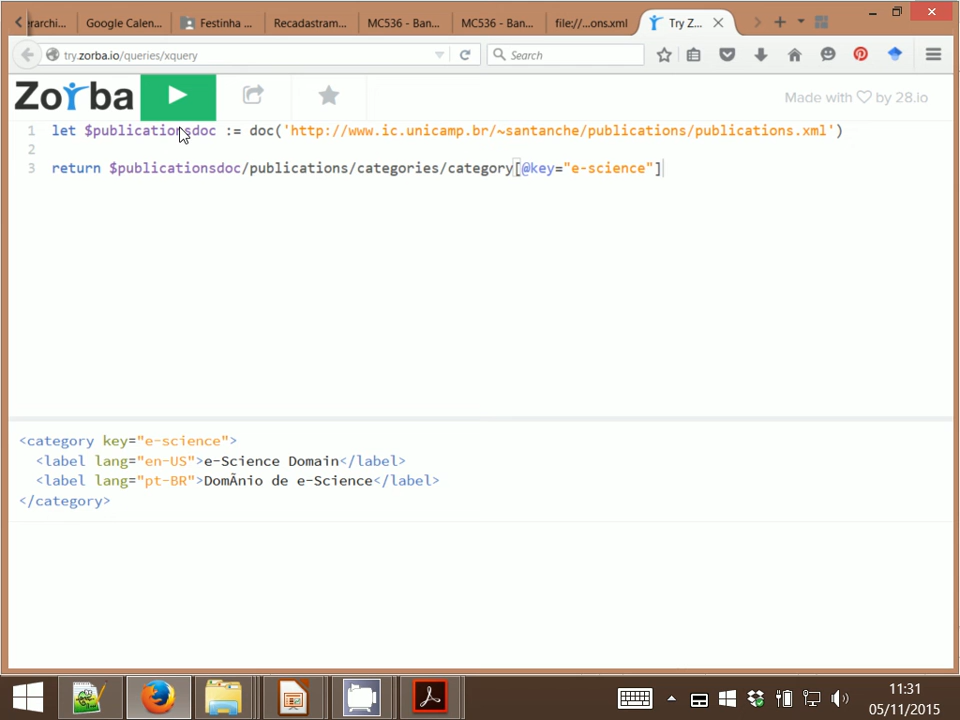 erarchi...
Google Calen...
Festinha ...
Recadastram...
MC536 - Ban...
MC536 - Ban...
file://...ons.xml
Try Z...
try.zorba.io/queries/xquery
Search
Zorba
Made with ♡ by 28.io
1 let $publicationsdoc := doc('http://www.ic.unicamp.br/~santanche/publications/publications.xml')
2
3 return $publicationsdoc/publications/categories/category[@key="e-science"]
<category key="e-science">
<label lang="en-US">e-Science Domain</label>
<label lang="pt-BR">DomÃnio de e-Science</label>
</category>
11:31
05/11/2015